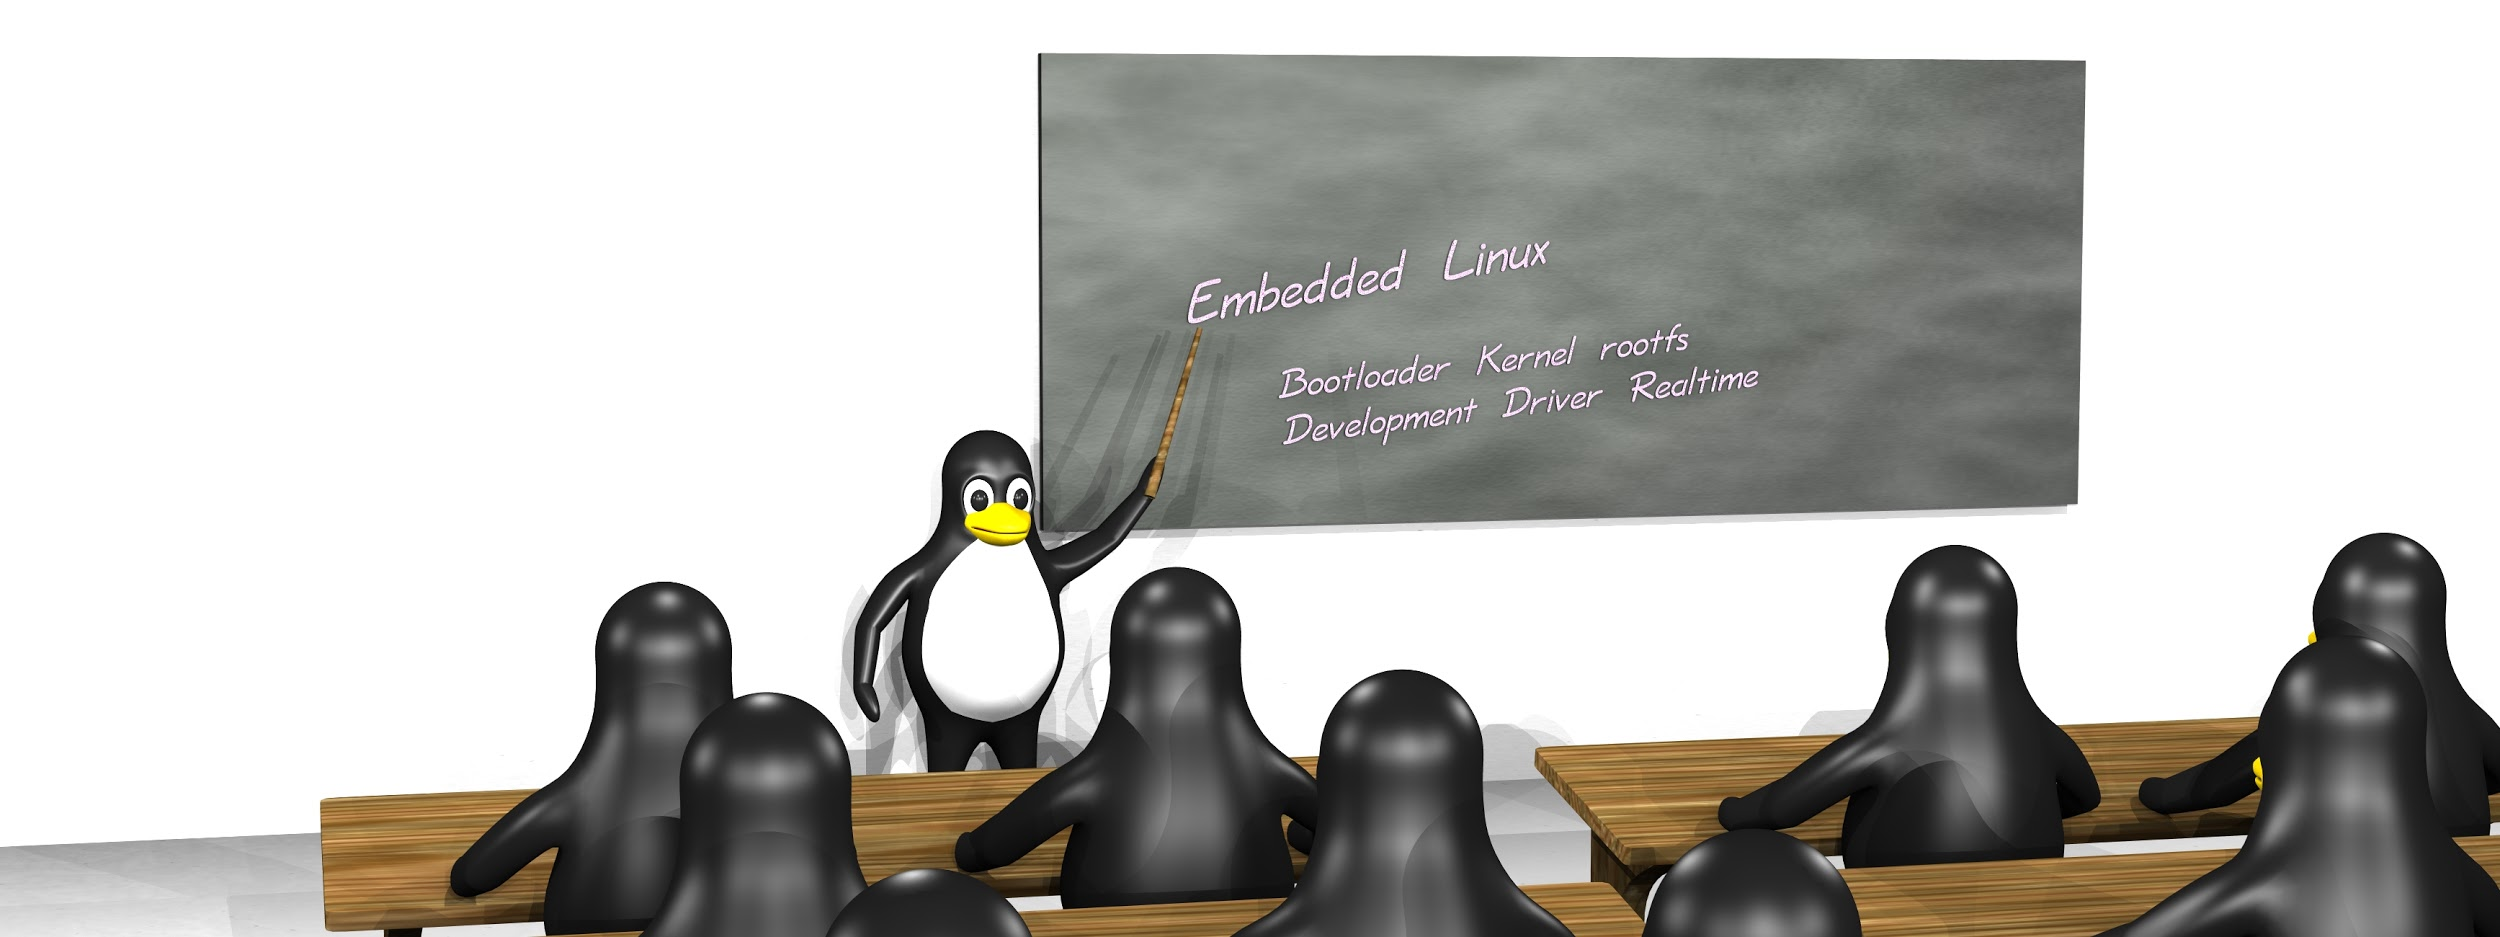 Embedded Linux
Bootloader Kernel rootfs
Development Driver Realtime